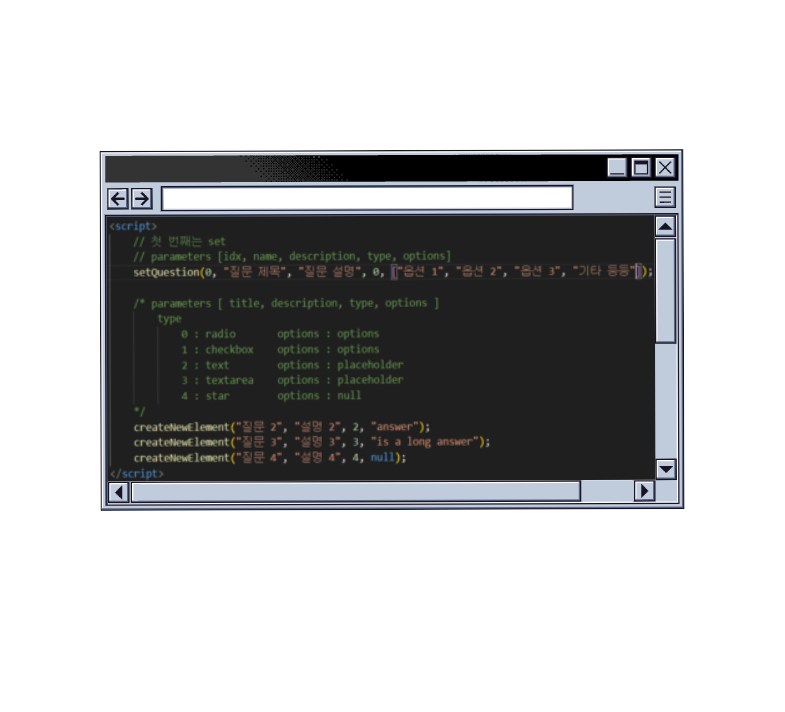 <script>
// 첫 번째는 set
// parameters [idx, name, description, type, options]
setQuestion(0, "질문 제목", "질문 설명", 0, ["옵션 1", "옵션 2", "옵션 3", "기타 등등"]);
/* parameters [ title, description, type, options ]
type
0 : radio options : options
1 : checkbox options : options
2 : text options : placeholder
3 : textarea options : placeholder
4 : star options : null
*/
createNewElement("질문 2", "설명 2", 2, "answer");
createNewElement("질문 3", "설명 3", 3, "is a long answer");
createNewElement("질문 4", "설명 4", 4, null);
</script>